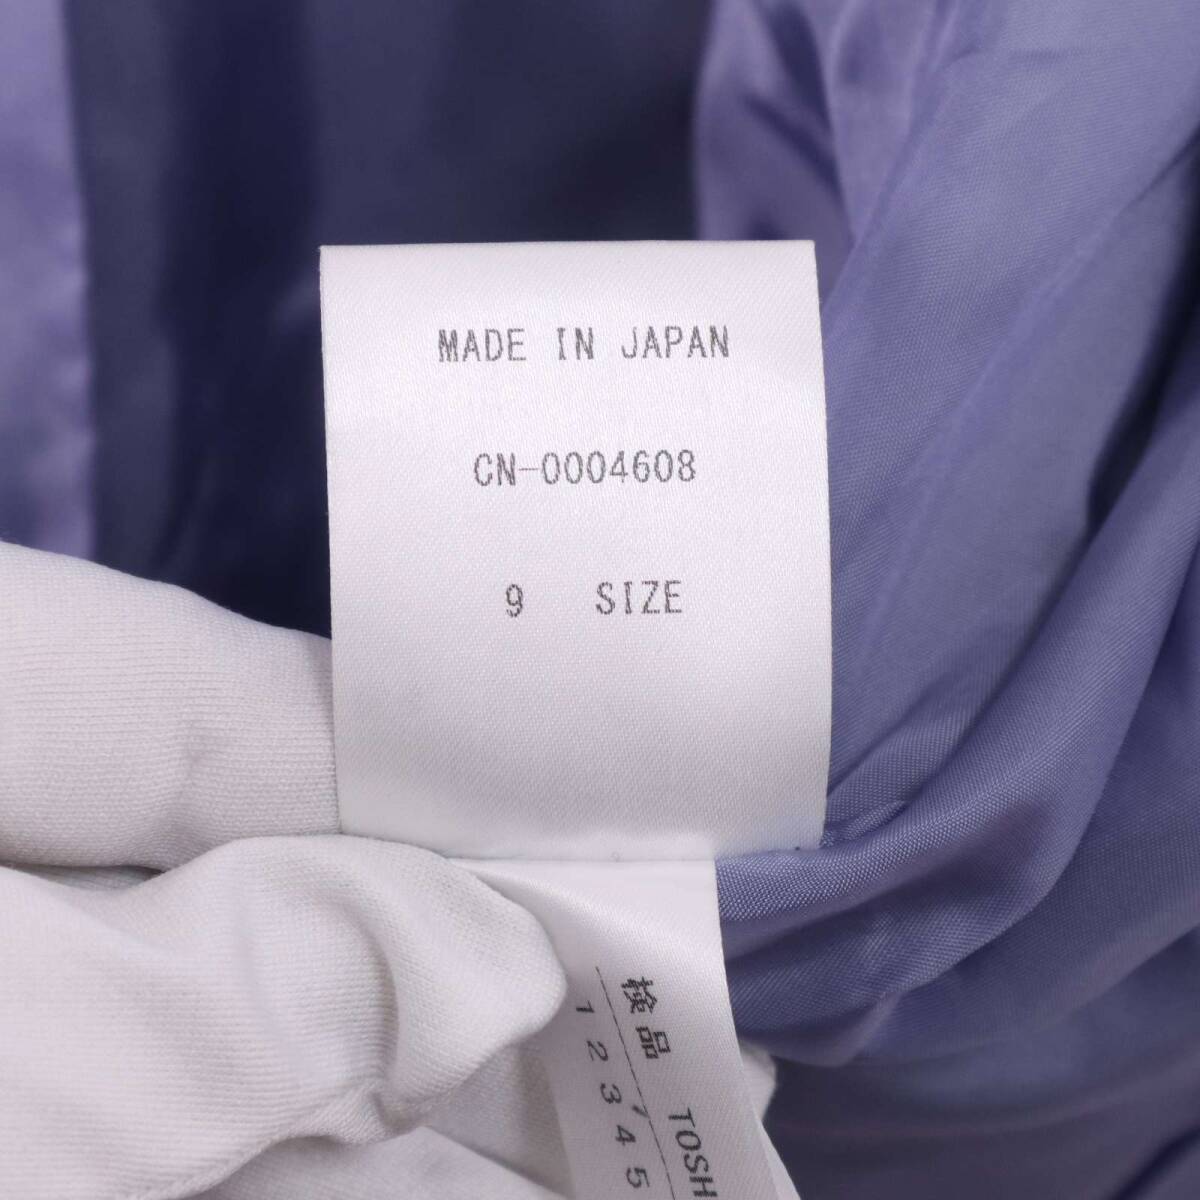 MADE IN JAPAN
CN-0004608
9 SIZE
検品 TOSH
1 2 3 4 5